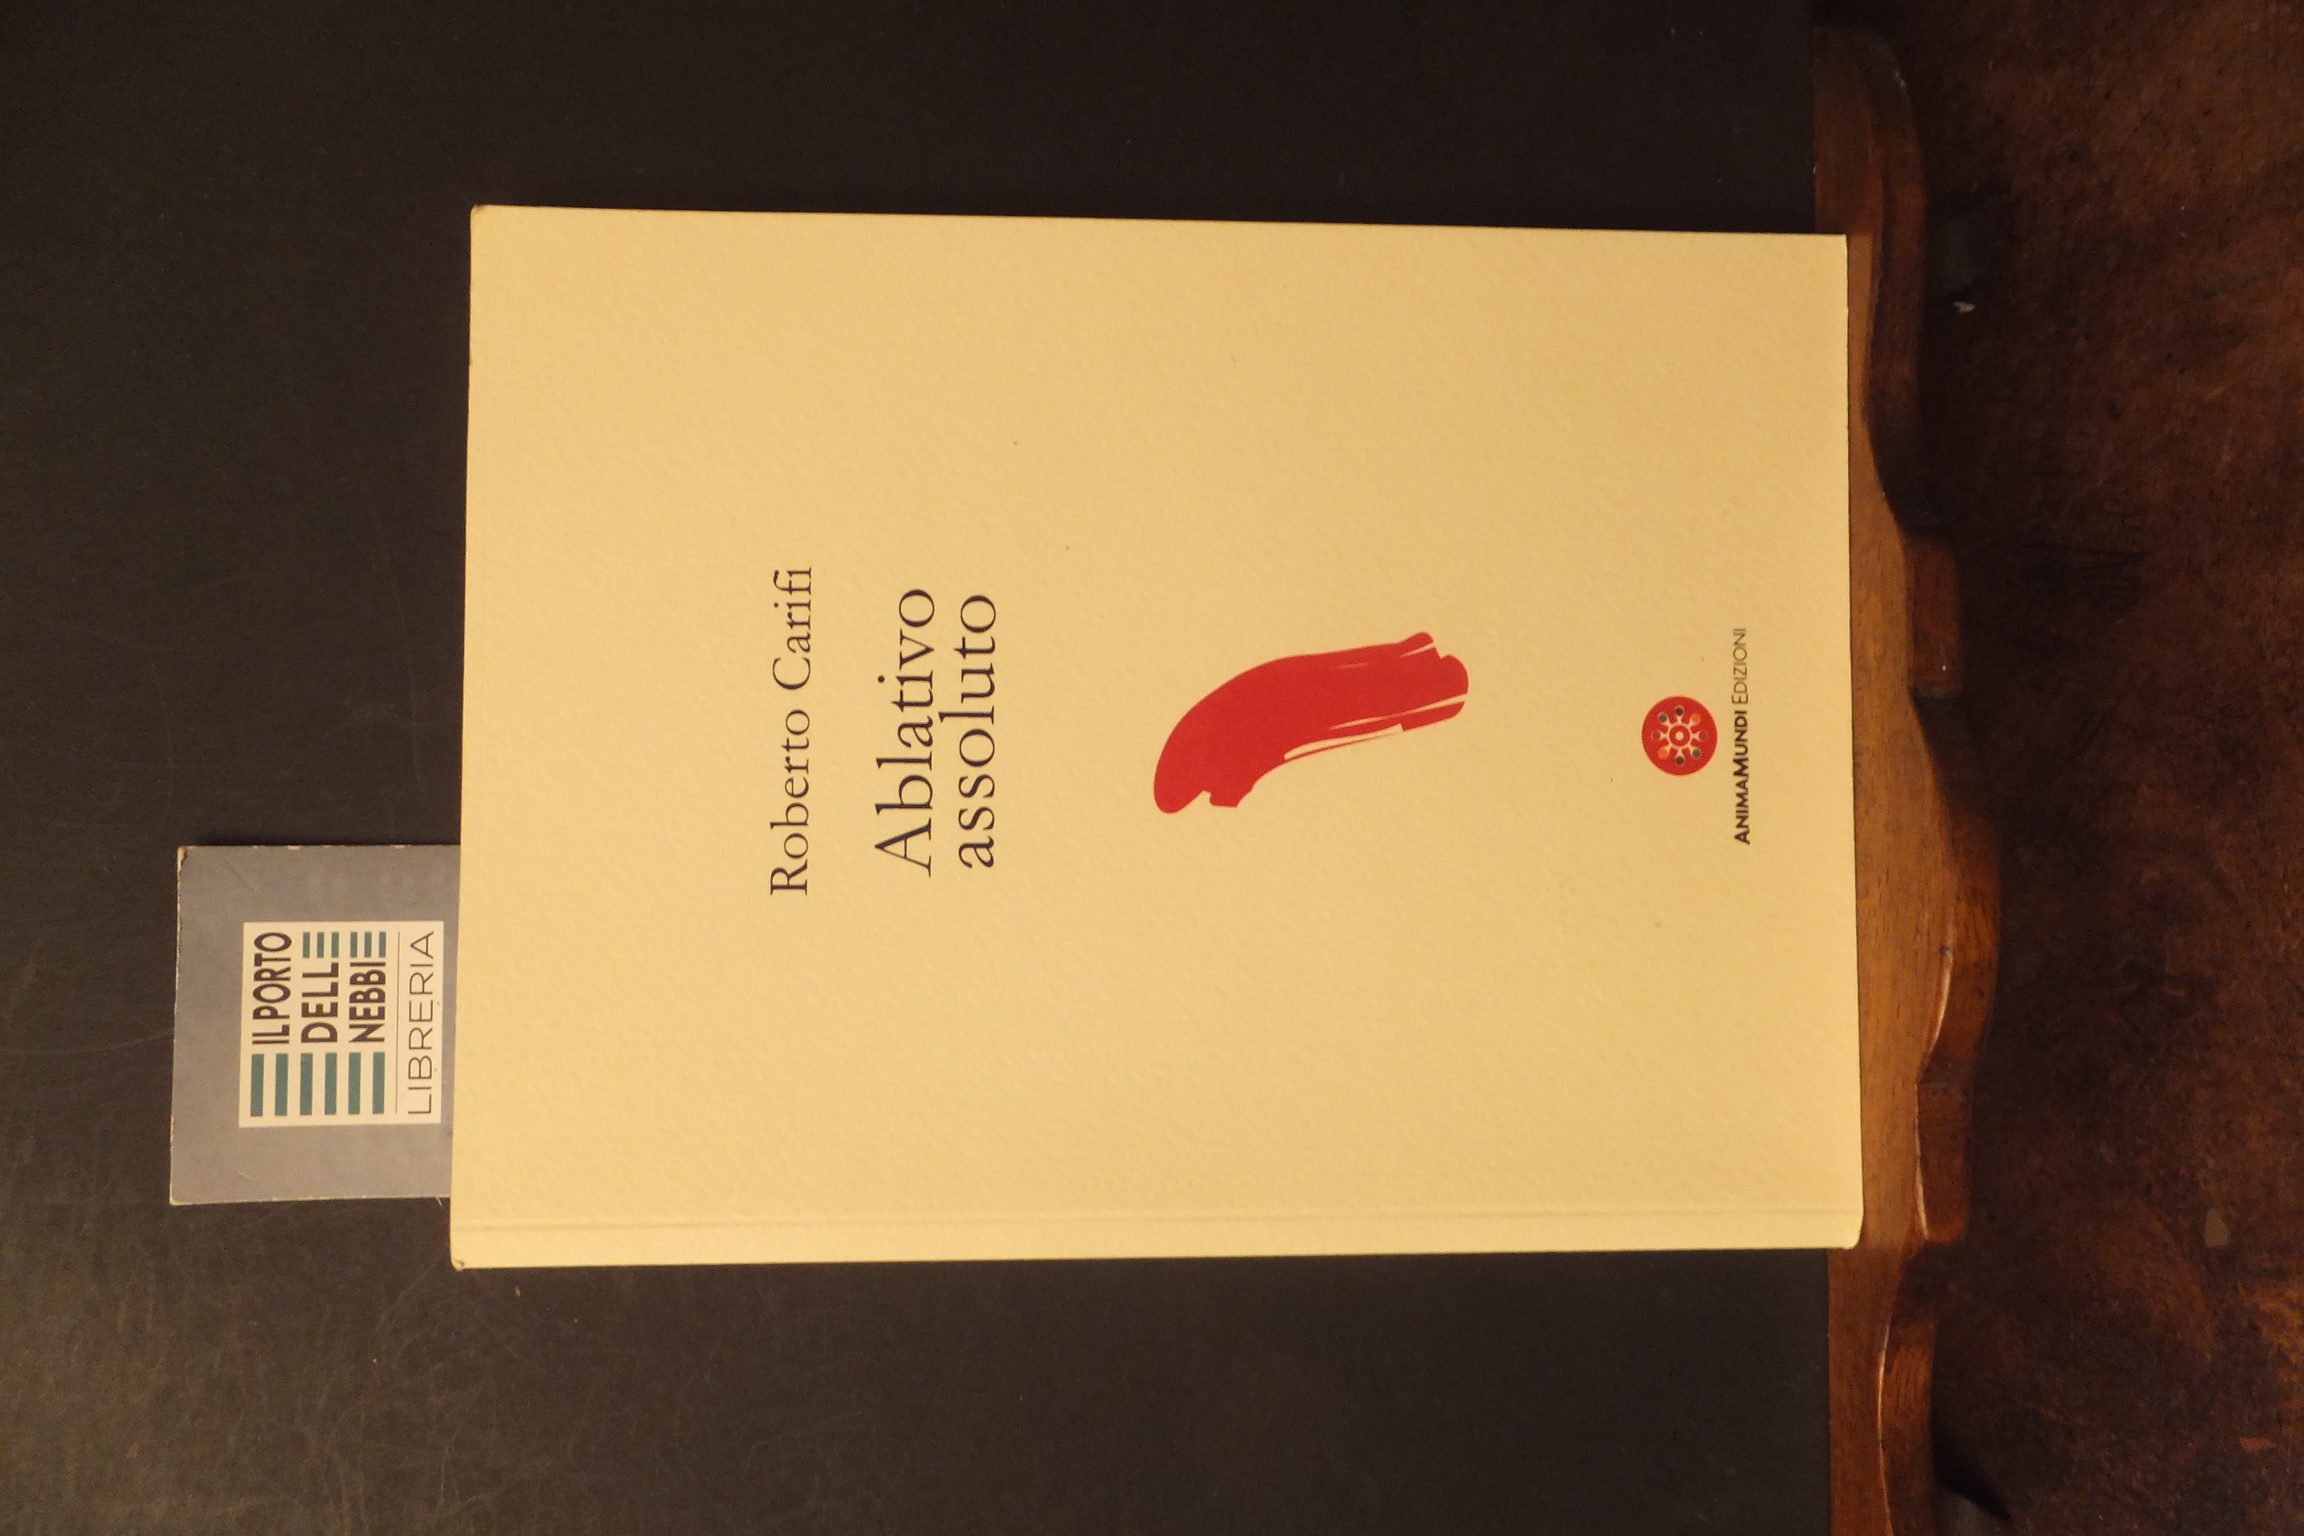 IL PORTO
DELLE
NEBBIE
LIBRERIA
Roberto Carifi
Ablativo
assoluto
ANIMAMUNDI EDIZIONI